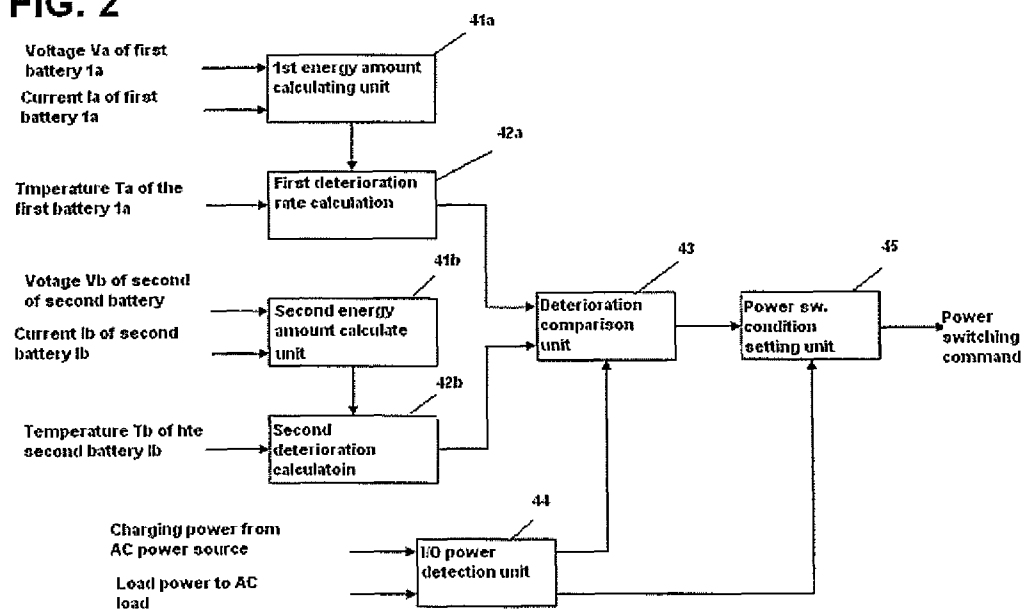 FIG. 2
41a
Voltage Va of first
battery 1a
Current Ia of first
battery 1a
1st energy amount
calculating unit
42a
Tmperature Ta of the
first battery 1a
First deterioration
rate calculation
41b
Votage Vb of second
of second battery
Current Ib of second
battery Ib
Second energy
amount calculate
unit
43
Deterioration
comparison
unit
45
Power sw.
condition
setting unit
Power
switching
command
42b
Temperature Tb of hte
second battery Ib
Second
deterioration
calculatoin
44
Charging power from
AC power source
Load power to AC
load
I/O power
detection unit